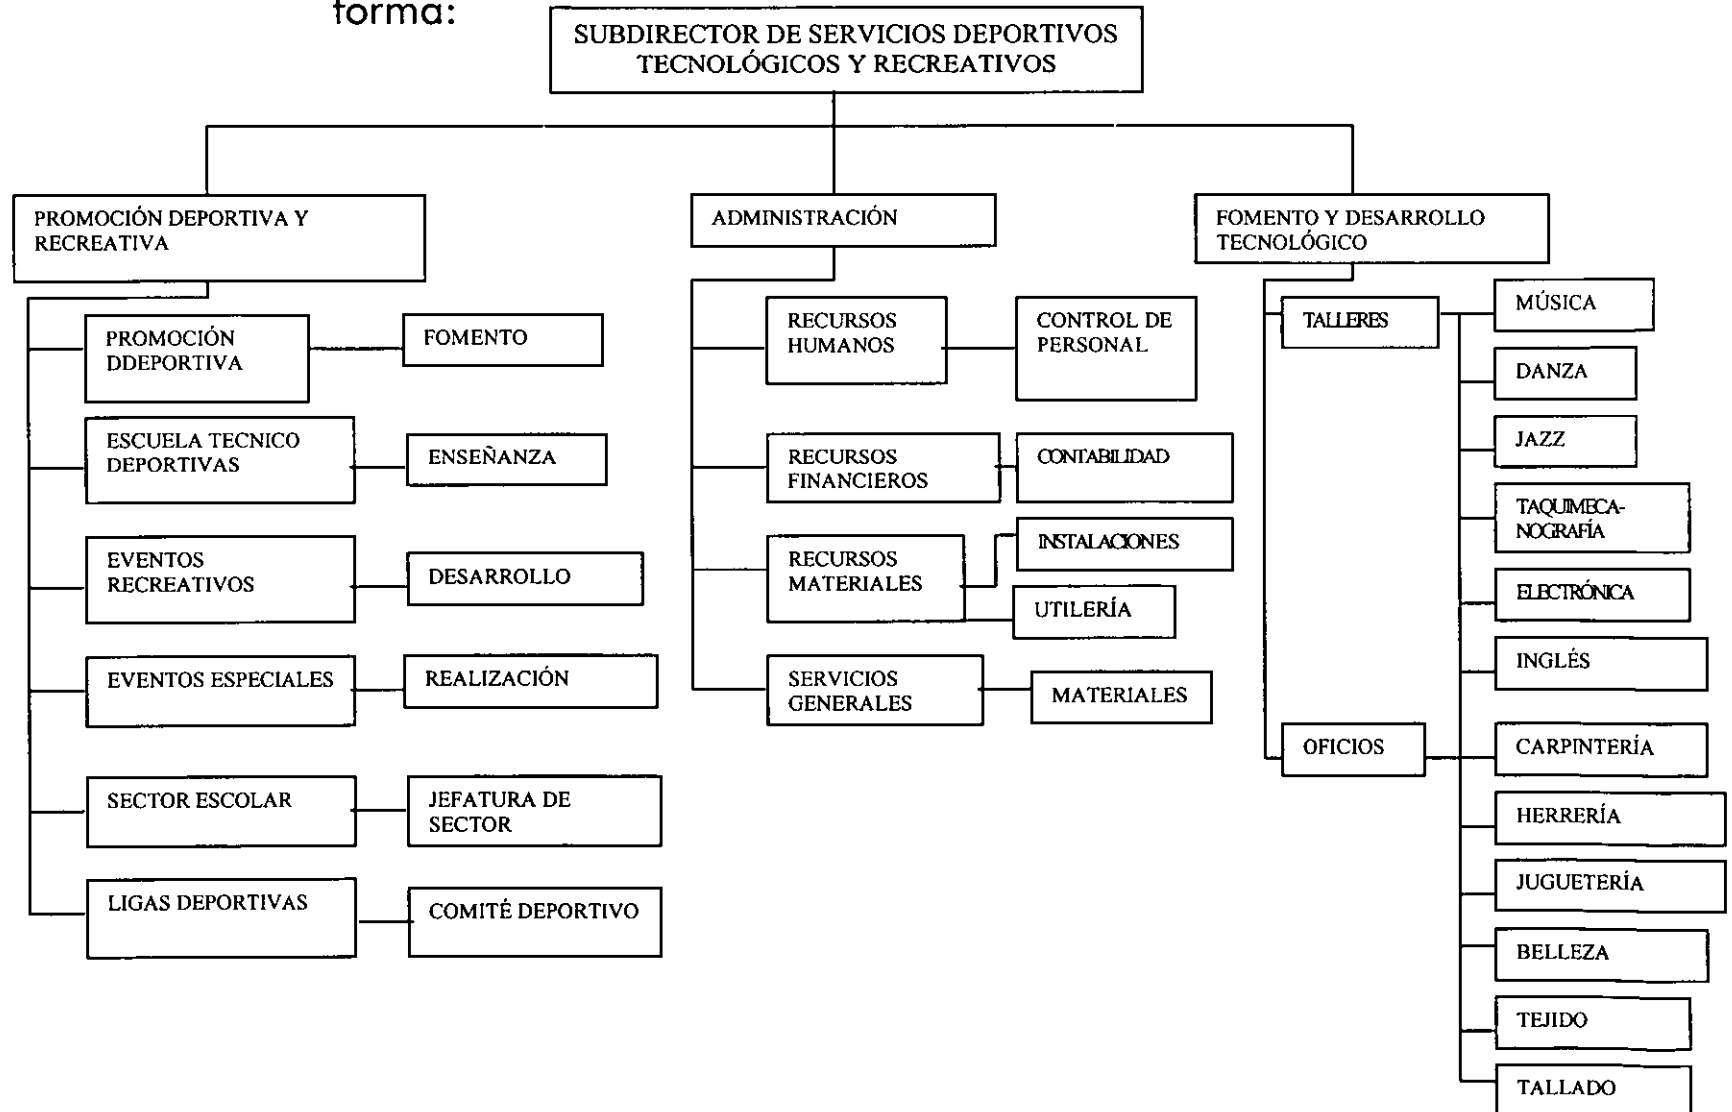 forma:
SUBDIRECTOR DE SERVICIOS DEPORTIVOS
TECNOLÓGICOS Y RECREATIVOS
PROMOCIÓN DEPORTIVA Y
RECREATIVA
PROMOCIÓN
DDEPORTIVA
FOMENTO
ESCUELA TECNICO
DEPORTIVAS
ENSEÑANZA
EVENTOS
RECREATIVOS
DESARROLLO
EVENTOS ESPECIALES
REALIZACIÓN
SECTOR ESCOLAR
JEFATURA DE
SECTOR
LIGAS DEPORTIVAS
COMITÉ DEPORTIVO
ADMINISTRACIÓN
RECURSOS
HUMANOS
CONTROL DE
PERSONAL
RECURSOS
FINANCIEROS
CONTABILIDAD
RECURSOS
MATERIALES
INSTALACIONES
UTILERÍA
SERVICIOS
GENERALES
MATERIALES
FOMENTO Y DESARROLLO
TECNOLÓGICO
TALLERES
OFICIOS
MÚSICA
DANZA
JAZZ
TAQUIMECA-
NOGRAFÍA
ELECTRÓNICA
INGLÉS
CARPINTERÍA
HERRERÍA
JUGUETERÍA
BELLEZA
TEJIDO
TALLADO